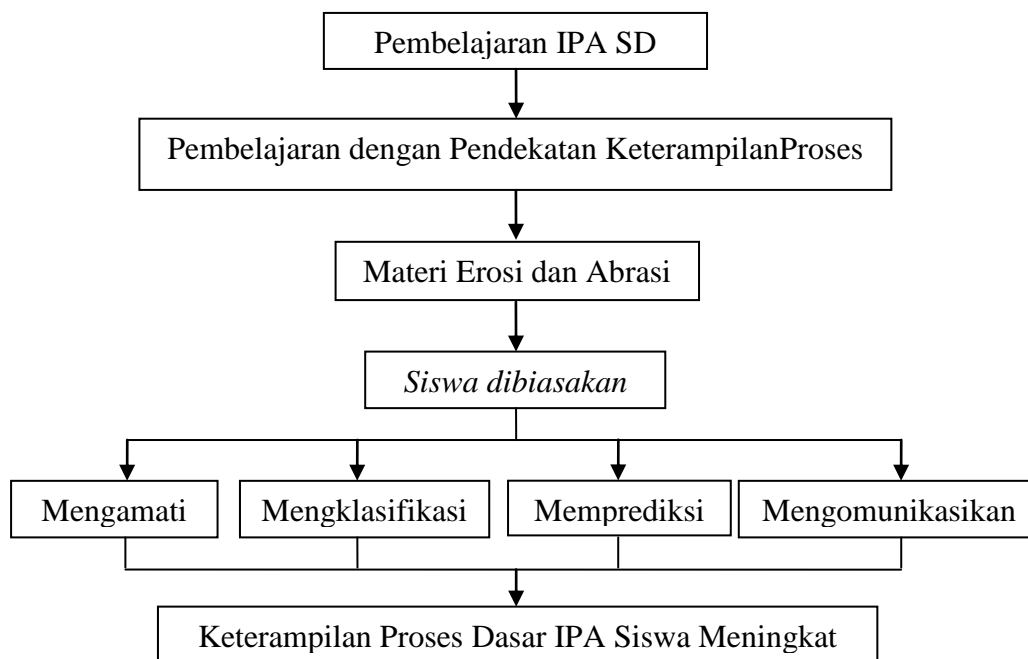 Pembelajaran IPA SD
Pembelajaran dengan Pendekatan KeterampilanProses
Materi Erosi dan Abrasi
Siswa dibiasakan
Mengamati
Mengklasifikasi
Memprediksi
Mengomunikasikan
Keterampilan Proses Dasar IPA Siswa Meningkat